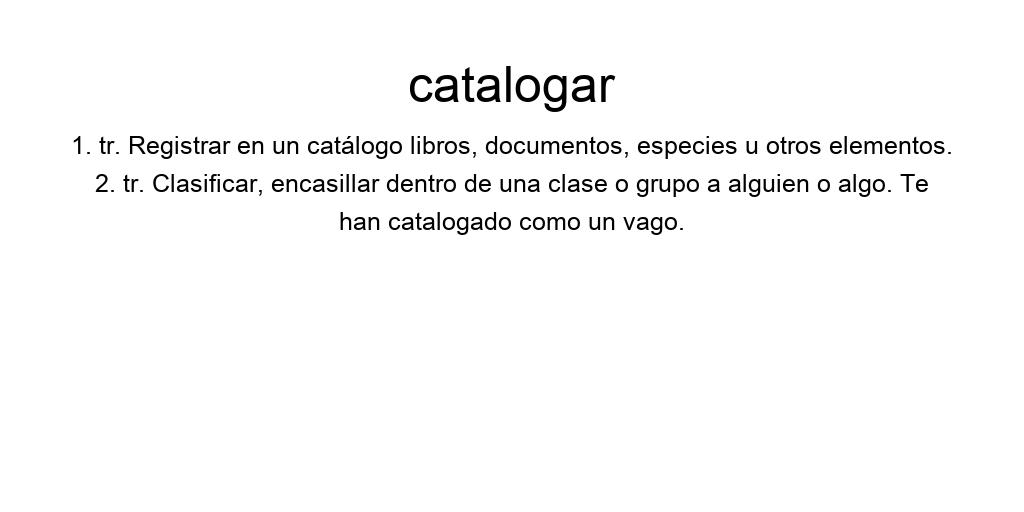 catalogar
1. tr. Registrar en un catálogo libros, documentos, especies u otros elementos.
2. tr. Clasificar, encasillar dentro de una clase o grupo a alguien o algo. Te
han catalogado como un vago.